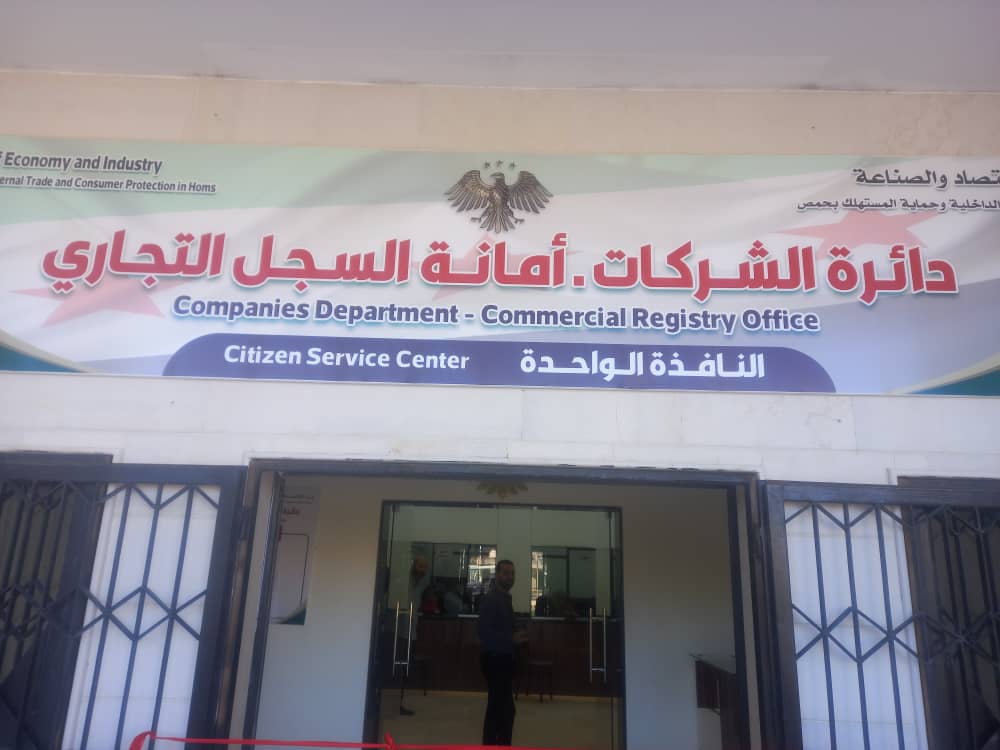 f Economy and Industry
ernal Trade and Consumer Protection in Homs
تصاد والصناعة
الداخلية وحماية المستهلك بحمص
دائرة الشركات . أمانة السجل التجاري
Companies Department - Commercial Registry Office
Citizen Service Center
النافذة الواحدة